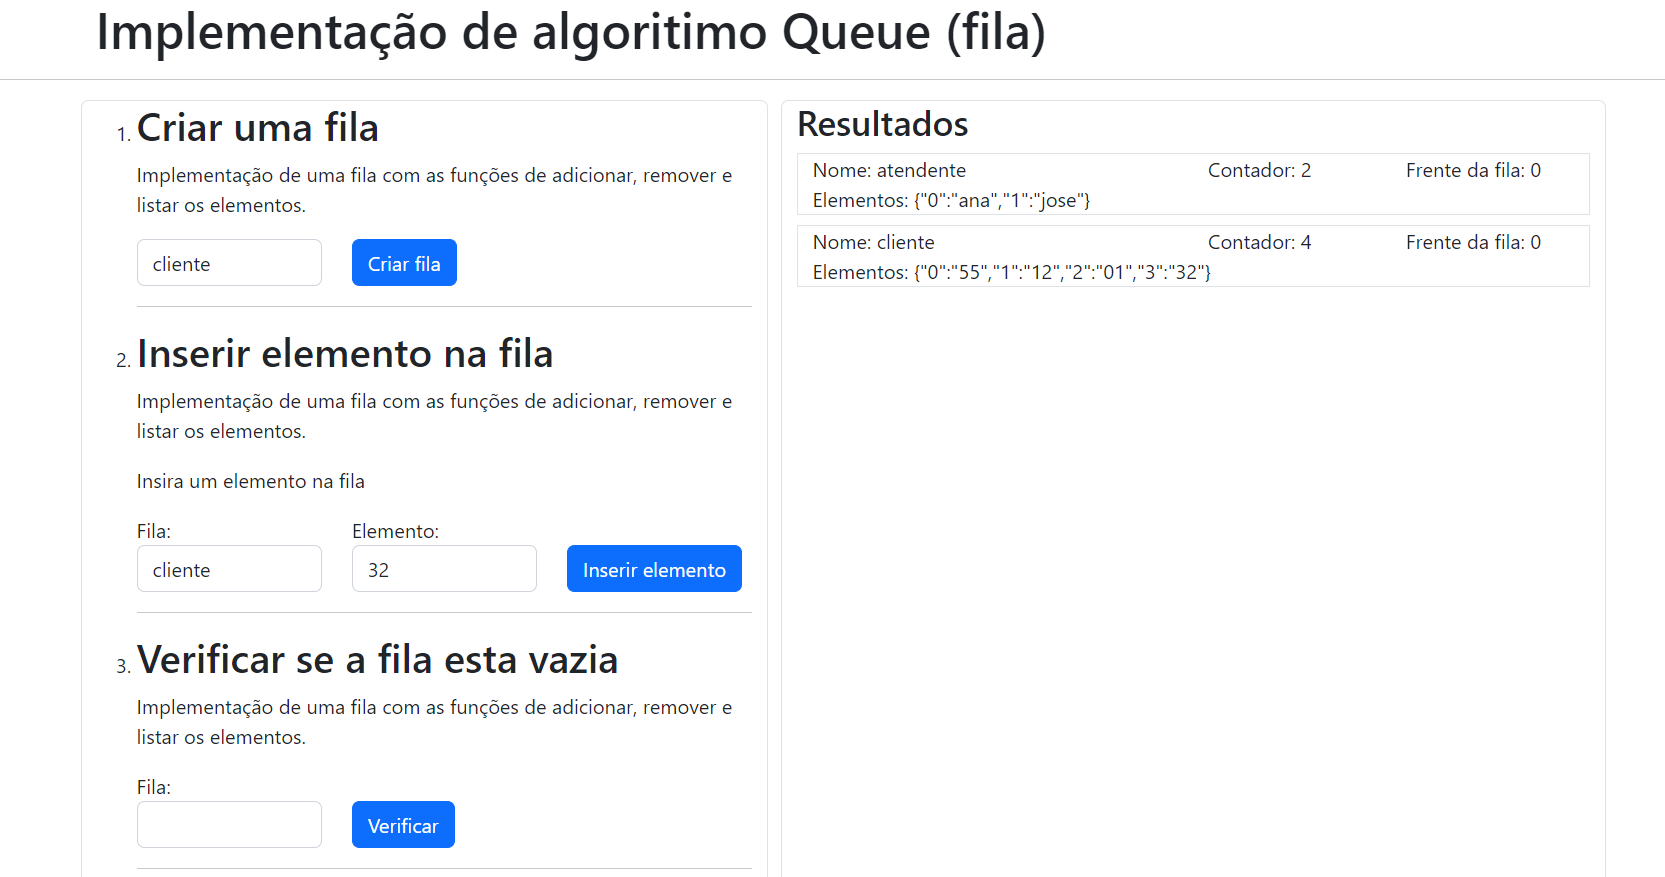 Implementação de algoritimo Queue (fila)
1. Criar uma fila
Implementação de uma fila com as funções de adicionar, remover e
listar os elementos.
cliente
Criar fila
2. Inserir elemento na fila
Implementação de uma fila com as funções de adicionar, remover e
listar os elementos.
Insira um elemento na fila
Fila: Elemento:
cliente 32 Inserir elemento
3. Verificar se a fila esta vazia
Implementação de uma fila com as funções de adicionar, remover e
listar os elementos.
Fila:
Verificar
Resultados
Nome: atendente Contador: 2 Frente da fila: 0
Elementos: {"0":"ana","1":"jose"}
Nome: cliente Contador: 4 Frente da fila: 0
Elementos: {"0":"55","1":"12","2":"01","3":"32"}